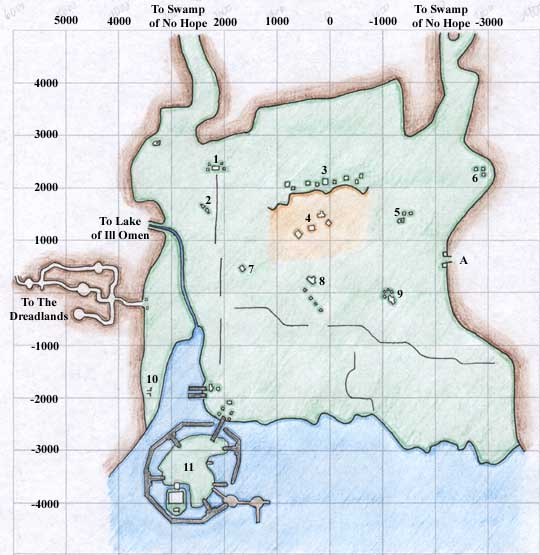 To Swamp
of No Hope
To Swamp
of No Hope
5000 4000 2000 1000 0 -1000 -3000
4000
3000
2000
1000
-1000
-2000
-3000
-4000
1
2
3
4
5
6
To Lake
of Ill Omen
A
7
8
9
To The
Dreadlands
10
11